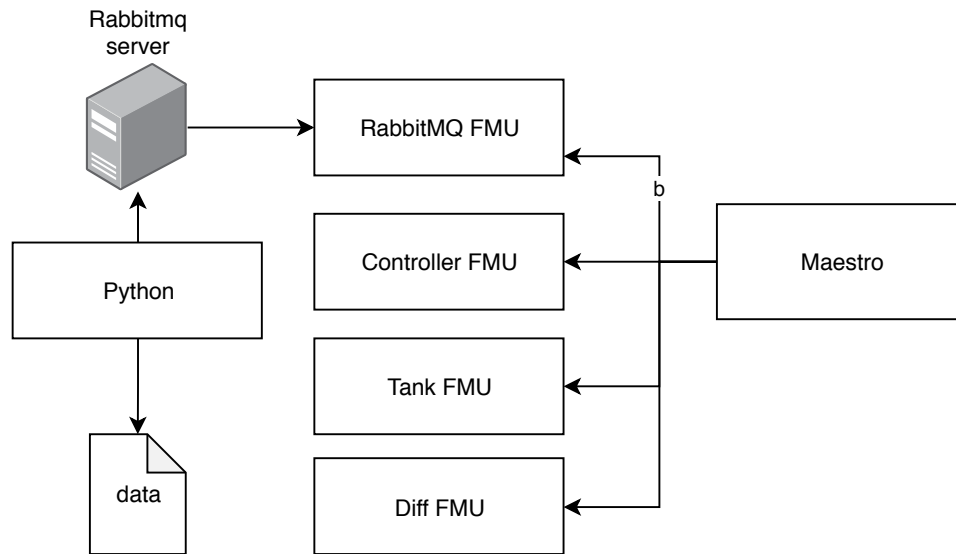 Rabbitmq
server
RabbitMQ FMU
b
Controller FMU
Maestro
Python
Tank FMU
data
Diff FMU